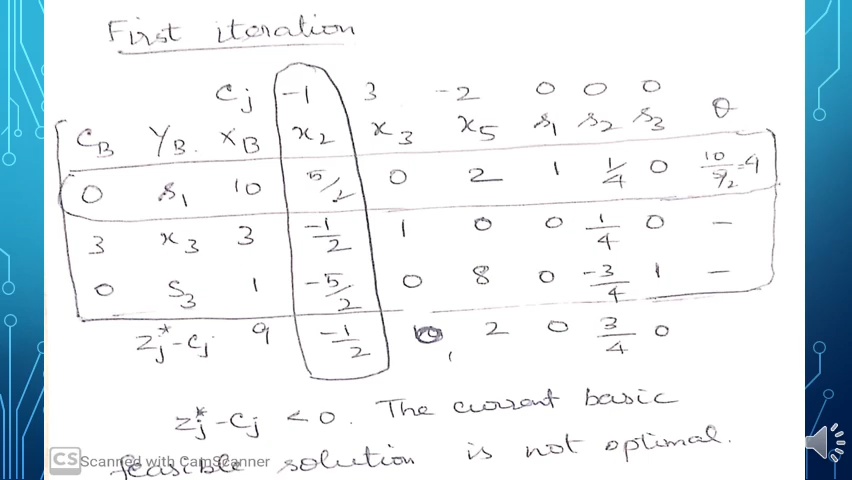 First iteration
Cj -1 3 -2 0 0 0
CB YB. XB x2 x3 x5 s1 s2 s3 θ
0 s1 10 5/2 0 2 1 1/4 0 10/5/2=4
3 x3 3 -1/2 1 0 0 1/4 0 -
0 S3 1 -5/2 0 8 0 -3/4 1 -
Zj*-Cj 9 -1/2 0 2 0 3/4 0
Zj*-Cj < 0. The current basic
feasible solution is not optimal.
CS Scanned with CamScanner